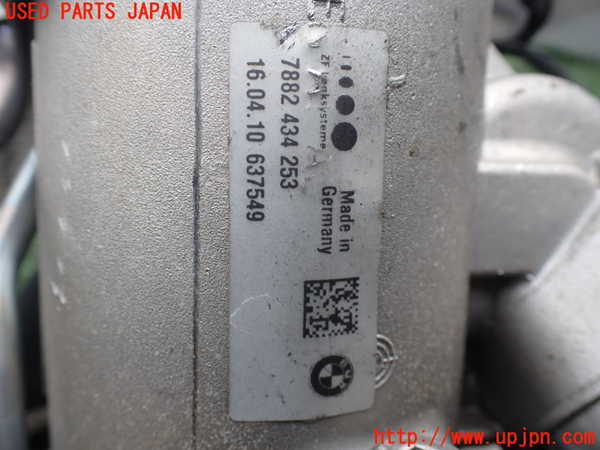 USED PARTS JAPAN
ZF Lenksysteme
7882 434 253
16.04.10 637549
Made in
Germany
BMW
http://www.upjpn.com/